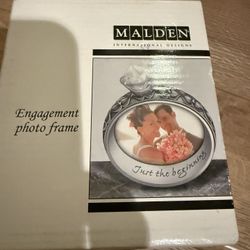 MALDEN
INTERNATIONAL DESIGNS
Engagement
photo frame
Just the beginning